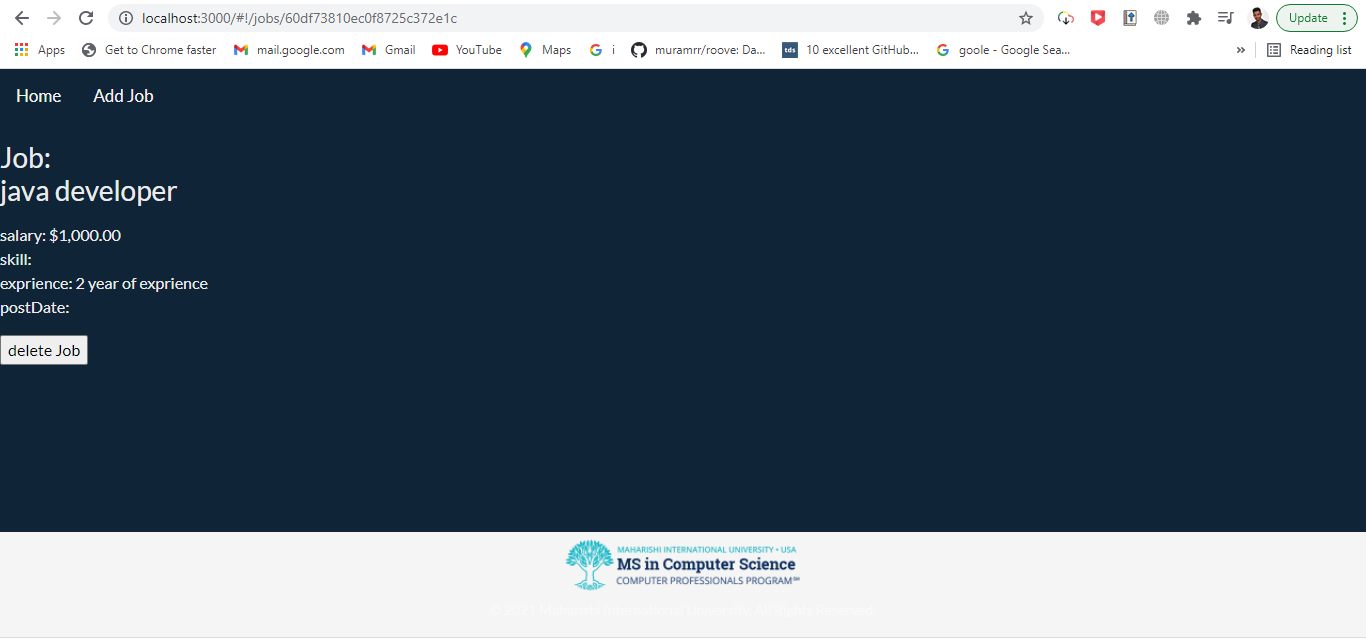 localhost:3000/#!/jobs/60df73810ec0f8725c372e1c
Update
Apps Get to Chrome faster mail.google.com Gmail YouTube Maps i muramrr/roove: Da... tds 10 excellent GitHub... goole - Google Sea... » Reading list
Home Add Job
Job:
java developer
salary: $1,000.00
skill:
exprience: 2 year of exprience
postDate:
delete Job
MAHARISHI INTERNATIONAL UNIVERSITY • USA
MS in Computer Science
COMPUTER PROFESSIONALS PROGRAM℠
© 2021 Maharishi International University. All Rights Reserved.